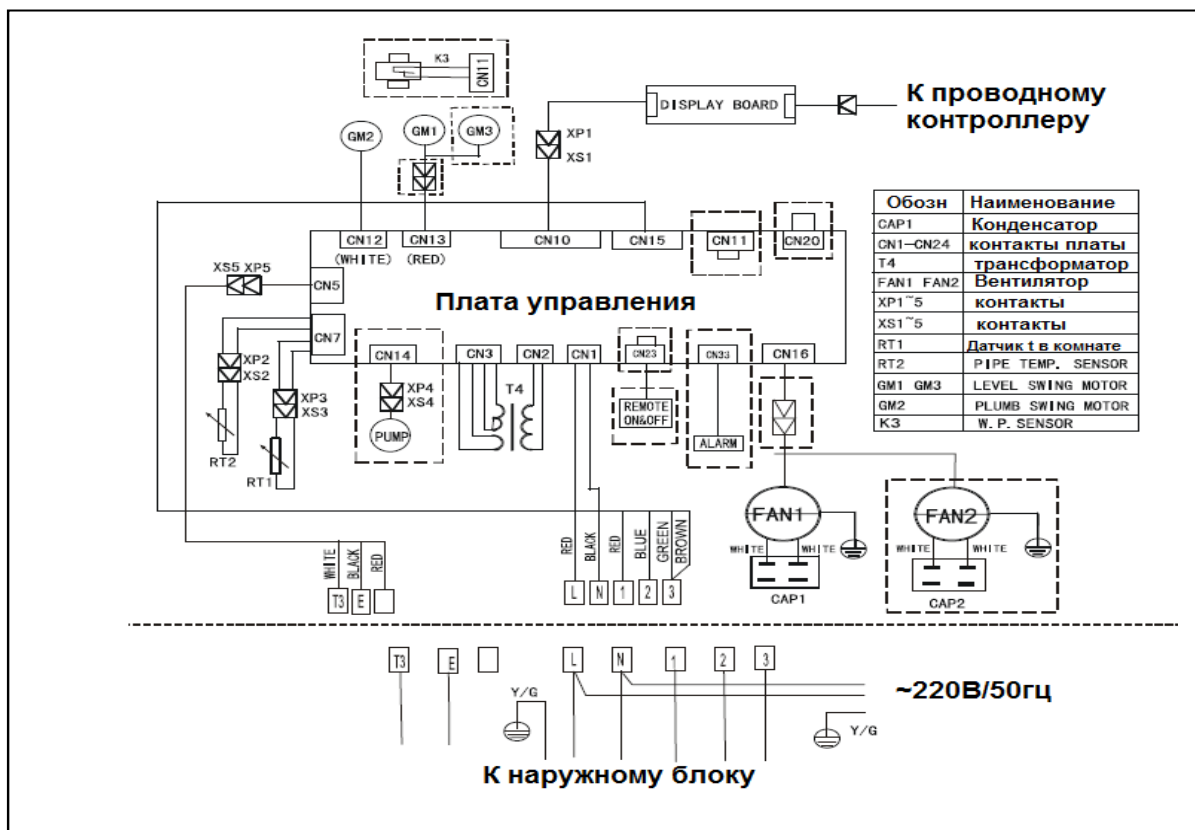 K3
CN11
DISPLAY BOARD
К проводному
контроллеру
GM2
GM1
GM3
XP1
XS1
CN12
CN13
CN10
CN15
CN11
CN20
(WHITE)
(RED)
Плата управления
XS5 XP5
CN5
CN7
CN14
CN3
CN2
CN1
CN23
CN33
CN16
XP2
XS2
XP3
XS3
XP4
XS4
PUMP
T4
REMOTE
ON&OFF
ALARM
RT2
RT1
Обозн Наименование
CAP1 Конденсатор
CN1-CN24 контакты платы
T4 трансформатор
FAN1 FAN2 Вентилятор
XP1~5 контакты
XS1~5 контакты
RT1 Датчик t в комнате
RT2 PIPE TEMP. SENSOR
GM1 GM3 LEVEL SWING MOTOR
GM2 PLUMB SWING MOTOR
K3 W.P. SENSOR
FAN1
FAN2
WHITE WHITE
WHITE WHITE
CAP1
CAP2
WHITE
BLACK
RED
RED
BLACK
RED
BLUE
GREEN
BROWN
T3 E
L N 1 2 3
T3 E L N 1 2 3
Y/G
~220В/50гц
Y/G
К наружному блоку